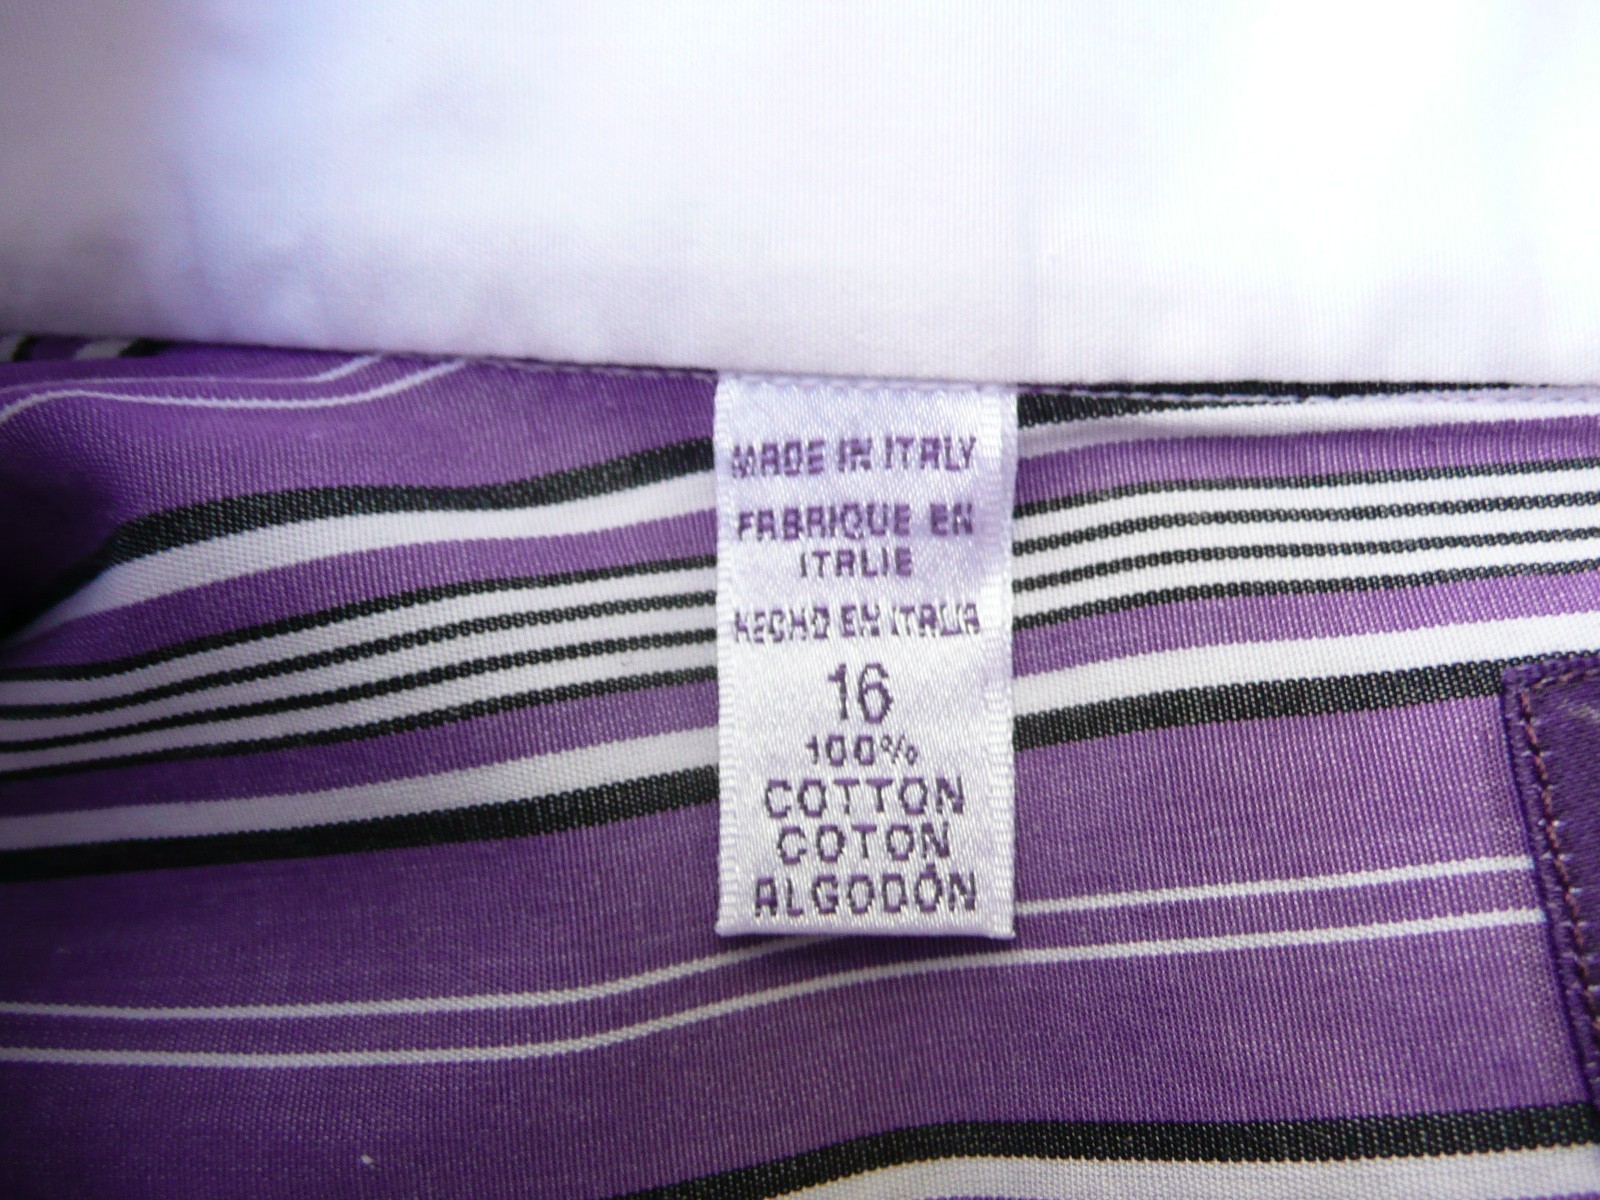 MADE IN ITALY
FABRIQUE EN
ITALIE
HECHO EN ITALIA
16
100%
COTTON
COTON
ALGODÓN